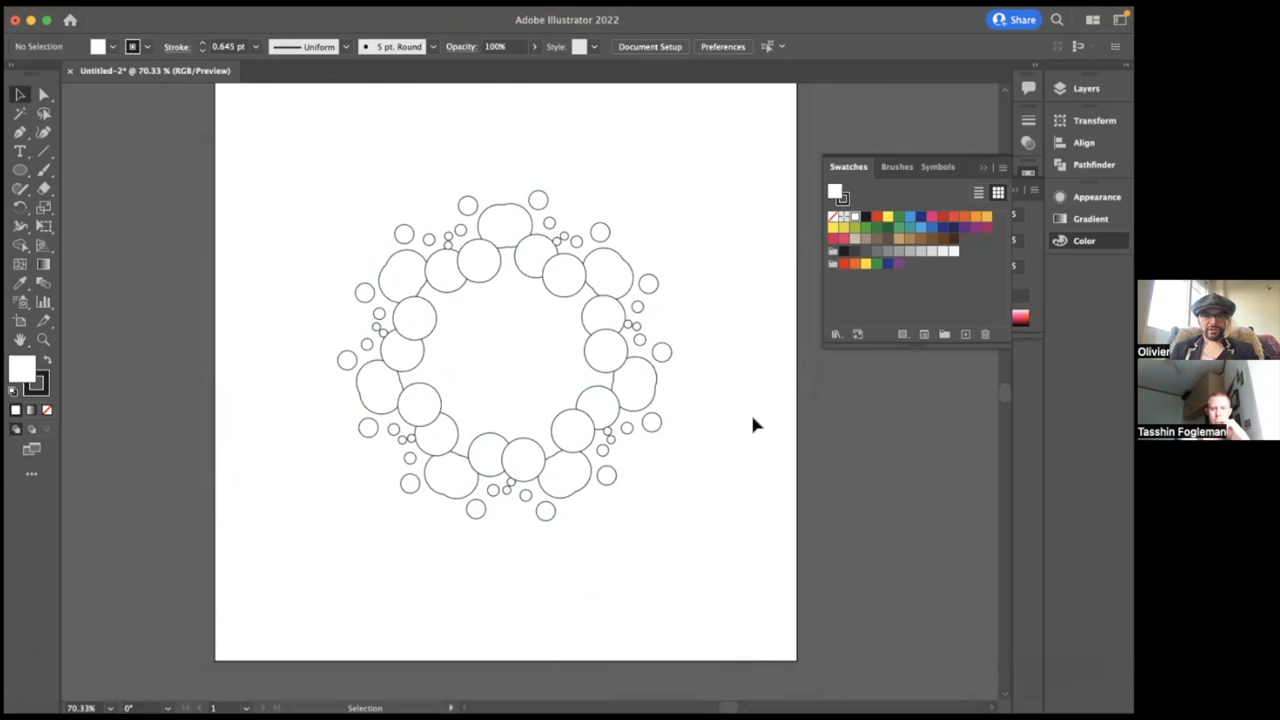 Adobe Illustrator 2022
Share
No Selection
Stroke:
0.645 pt
Uniform
5 pt. Round
Opacity:
100%
Style:
Document Setup
Preferences
× Untitled-2* @ 70.33 % (RGB/Preview)
Layers
Transform
Align
Pathfinder
Appearance
Gradient
Color
Swatches
Brushes
Symbols
Olivier
Tasshin Fogleman
70.33%
0°
1
Selection